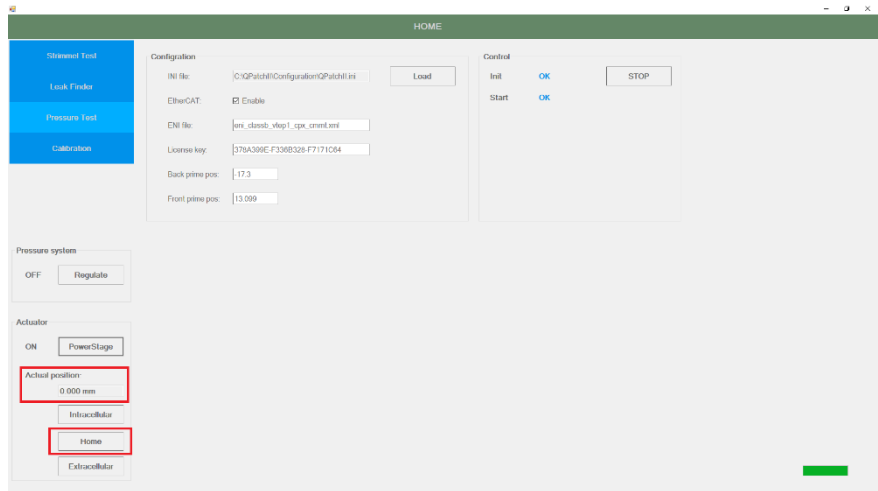 HOME
Strimmel Test
Leak Finder
Pressure Test
Calibration
Configration
INI file: C:\QPatchII\Configuration\QPatchII.ini Load
EtherCAT: Enable
ENI file: eni_classb_vtep1_cpx_cmmt.xml
License key: 378A399E-F336B328-F7171C64
Back prime pos: -17.3
Front prime pos: 13.099
Control
Init OK STOP
Start OK
Pressure system
OFF Regulate
Actuator
ON PowerStage
Actual position:
0.000 mm
Intracellular
Home
Extracellular